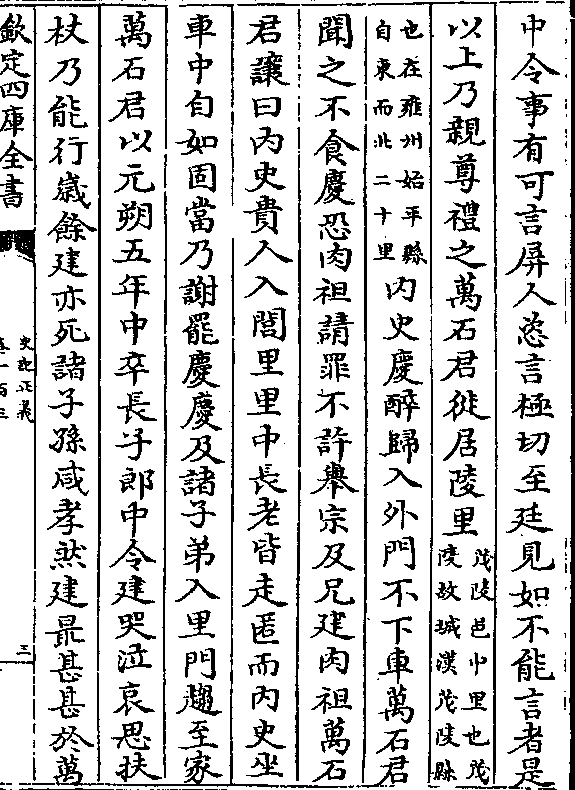 中令事有可言屏人恣言極切至廷見如不能言者是
以上乃親尊禮之萬石君徙居陵里
茂陵邑中里也茂
陵故城漢茂陵縣
也在雍州始平縣
自東而北二十里
內史慶醉歸入外門不下車萬石君
聞之不食慶恐肉袒請罪不許舉宗及兄建肉袒萬石
君讓曰內史貴人入閭里里中長老皆走匿而內史坐
車中自如固當乃謝罷慶慶及諸子弟入里門趨至家
萬石君以元朔五年中卒長子郎中令建哭泣哀思扶
杖乃能行歲餘建亦死諸子孫咸孝然建最甚甚於萬
欽定四庫全書
史記正義
卷一百三
三